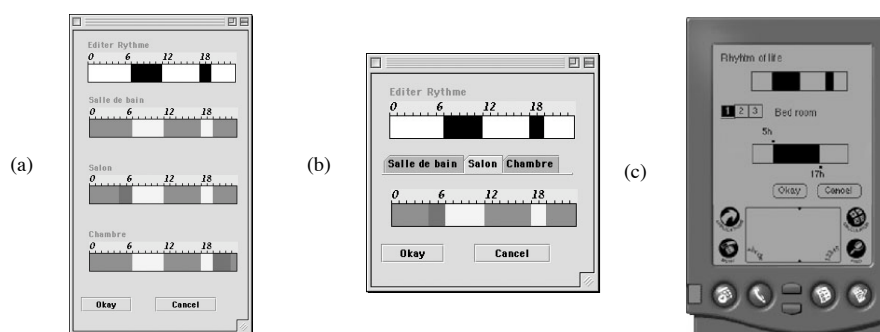 (a)
Editer Rythme
0 6 12 18
Salle de bain
0 6 12 18
Salon
0 6 12 18
Chambre
0 6 12 18
Okay Cancel
(b)
Editer Rythme
0 6 12 18
Salle de bain Salon Chambre
0 6 12 18
Okay Cancel
(c)
Rhythm of life
1 2 3 Bed room
5h
17h
Okay Cancel